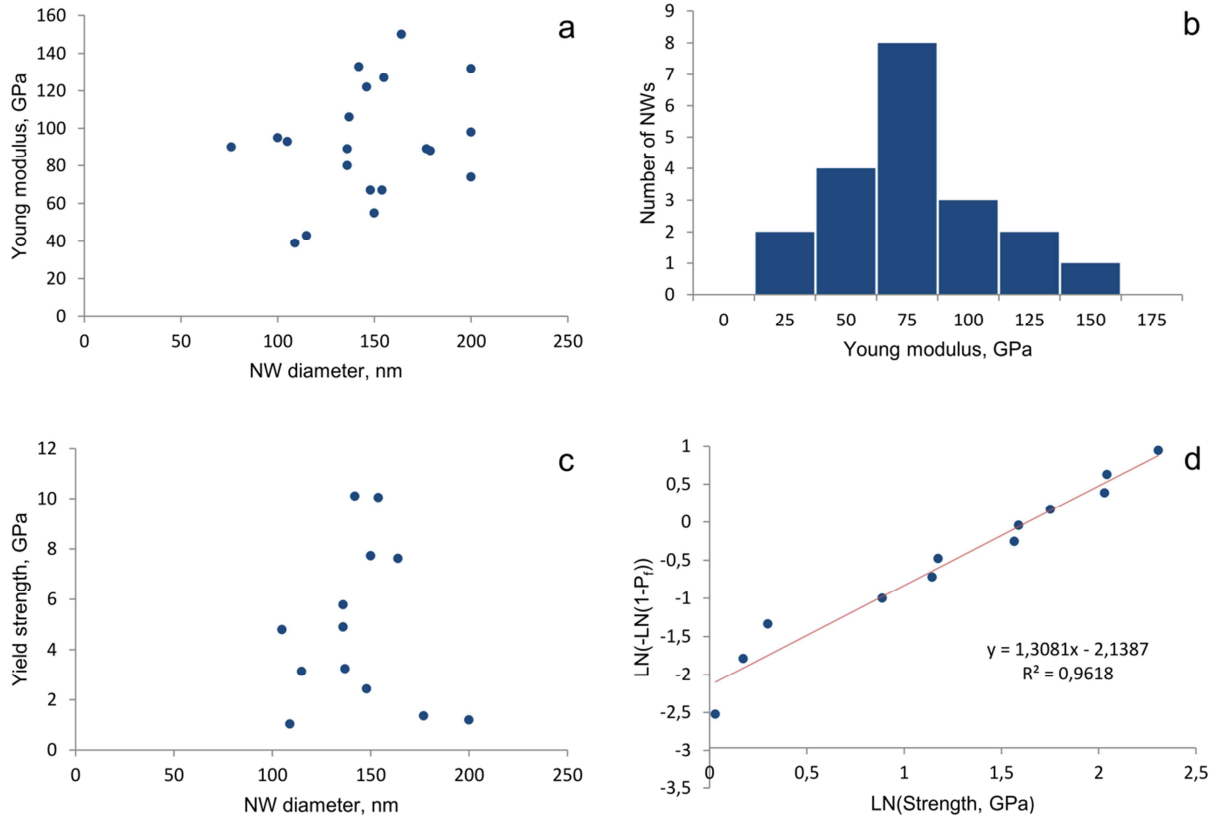 a
160
140
120
100
80
60
40
20
0
Young modulus, GPa
0 50 100 150 200 250
NW diameter, nm
b
9
8
7
6
5
4
3
2
1
0
Number of NWs
0 25 50 75 100 125 150 175
Young modulus, GPa
c
12
10
8
6
4
2
0
Yield strength, GPa
0 50 100 150 200 250
NW diameter, nm
d
1
0,5
0
-0,5
-1
-1,5
-2
-2,5
-3
-3,5
LN(-LN(1-Pf))
y = 1,3081x - 2,1387
R² = 0,9618
0 0,5 1 1,5 2 2,5
LN(Strength, GPa)